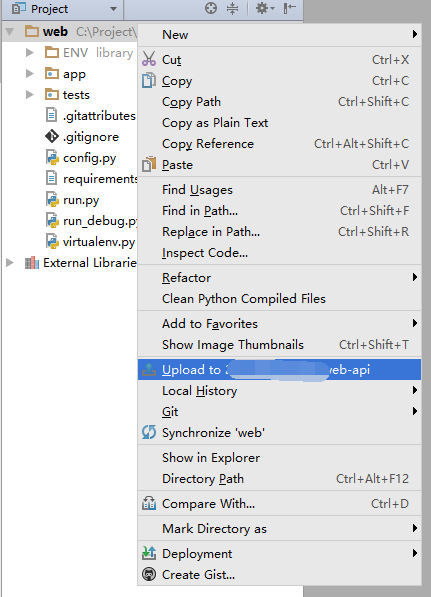 Project
web C:\Project\
ENV library
app
tests
.gitattributes
.gitignore
config.py
requirements
run.py
run_debug.py
virtualenv.py
External Librarie
New
Cut Ctrl+X
Copy Ctrl+C
Copy Path Ctrl+Shift+C
Copy as Plain Text
Copy Reference Ctrl+Alt+Shift+C
Paste Ctrl+V
Find Usages Alt+F7
Find in Path... Ctrl+Shift+F
Replace in Path... Ctrl+Shift+R
Inspect Code...
Refactor
Clean Python Compiled Files
Add to Favorites
Show Image Thumbnails Ctrl+Shift+T
Upload to web-api
Local History
Git
Synchronize 'web'
Show in Explorer
Directory Path Ctrl+Alt+F12
Compare With... Ctrl+D
Mark Directory as
Deployment
Create Gist...